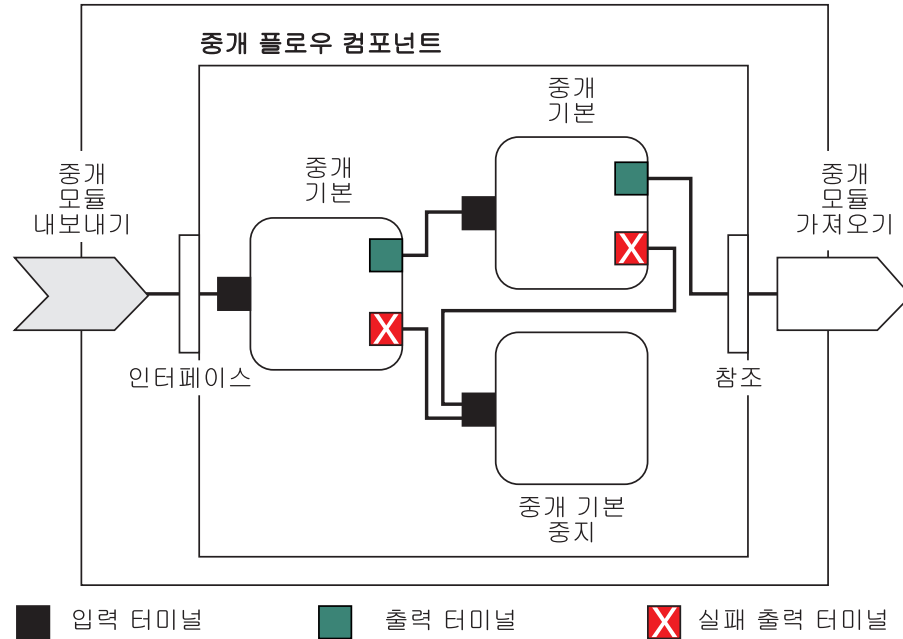 중개 플로우 컴포넌트
중개
기본
중개
기본
중개
모듈
내보내기
중개
모듈
가져오기
인터페이스
참조
중개 기본
중지
입력 터미널
출력 터미널
실패 출력 터미널